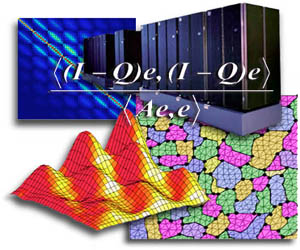 ⟨(I – Q)e, (I – Q)e⟩
⟨Ae, e⟩